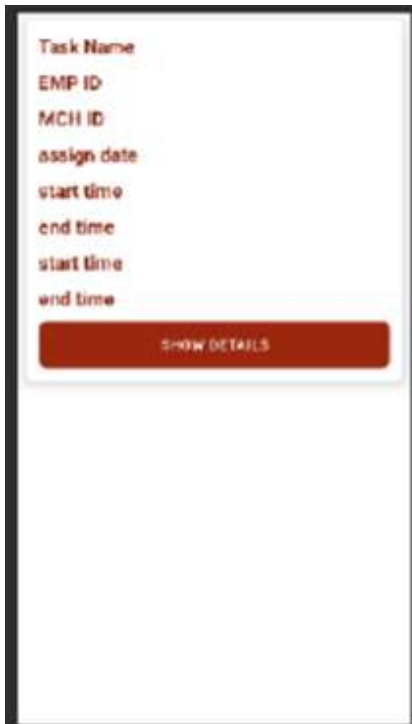 Task Name
EMP ID
MCH ID
assign date
start time
end time
start time
end time
SHOW DETAILS